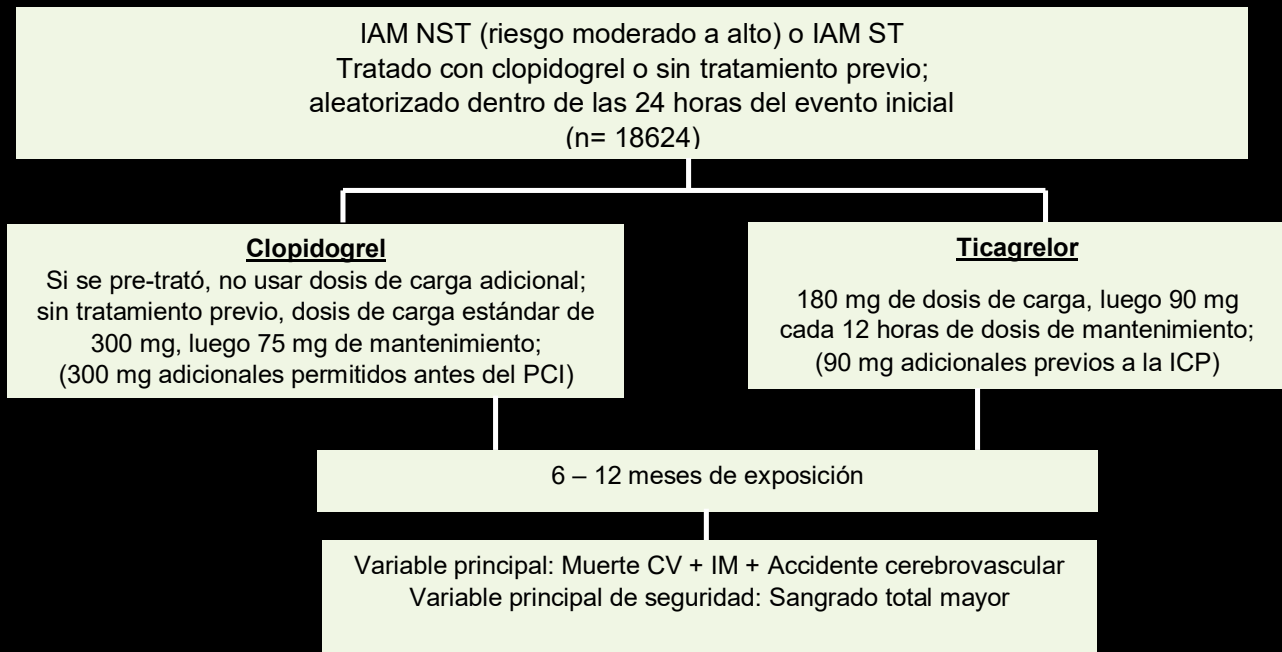 IAM NST (riesgo moderado a alto) o IAM ST
Tratado con clopidogrel o sin tratamiento previo;
aleatorizado dentro de las 24 horas del evento inicial
(n= 18624)
Clopidogrel
Si se pre-trató, no usar dosis de carga adicional;
sin tratamiento previo, dosis de carga estándar de
300 mg, luego 75 mg de mantenimiento;
(300 mg adicionales permitidos antes del PCI)
Ticagrelor
180 mg de dosis de carga, luego 90 mg
cada 12 horas de dosis de mantenimiento;
(90 mg adicionales previos a la ICP)
6 – 12 meses de exposición
Variable principal: Muerte CV + IM + Accidente cerebrovascular
Variable principal de seguridad: Sangrado total mayor